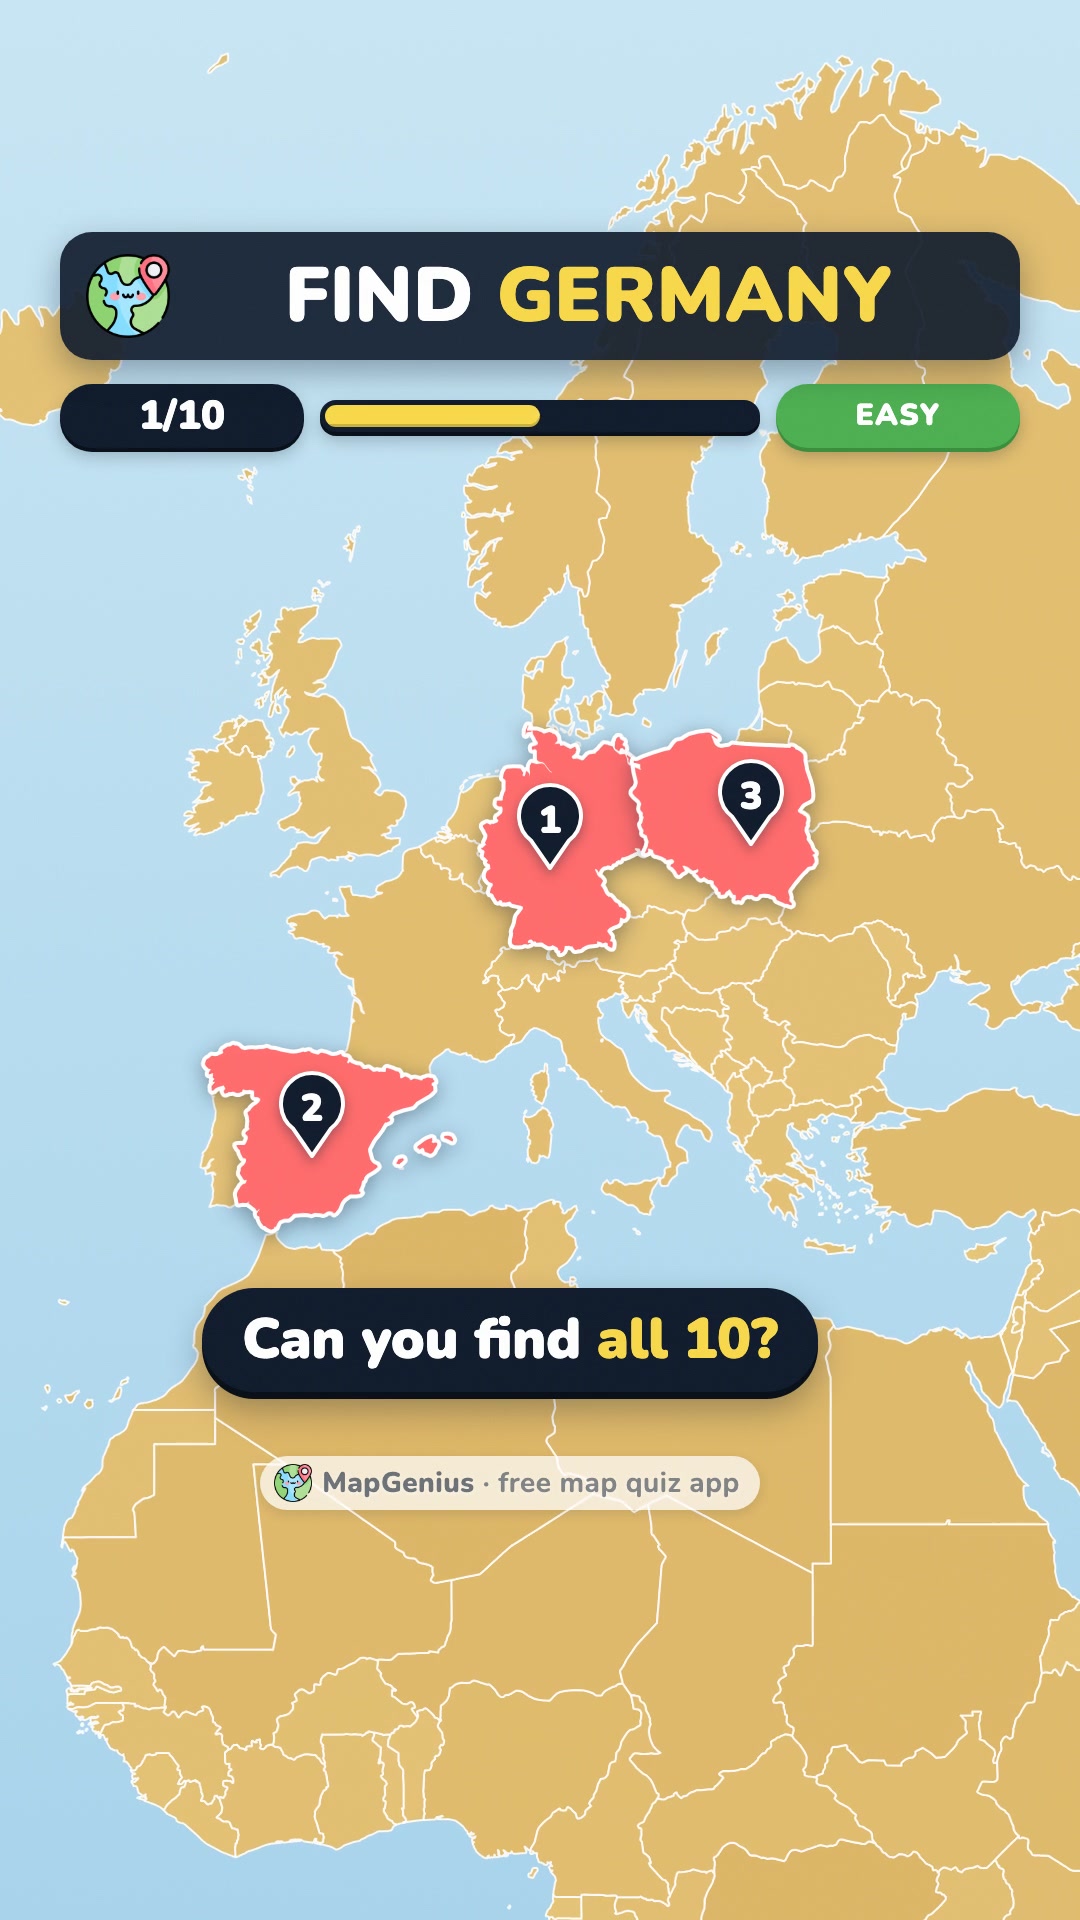 FIND GERMANY
1/10
EASY
1
3
2
Can you find all 10?
MapGenius · free map quiz app